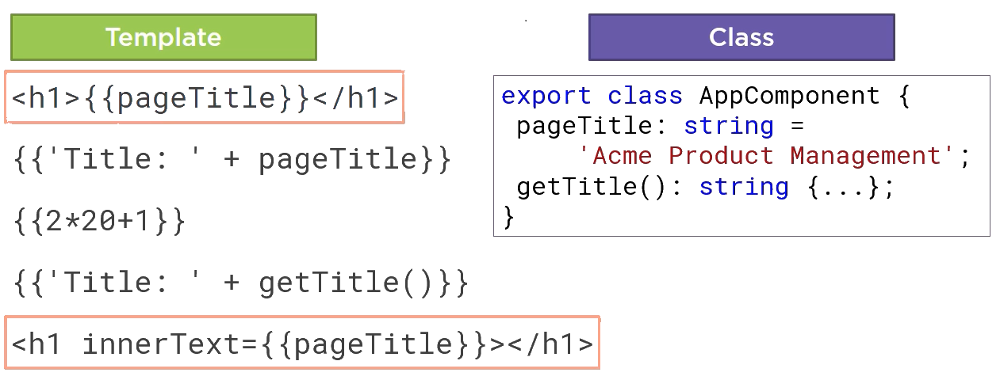 Template
<h1>{{pageTitle}}</h1>
{{'Title: ' + pageTitle}}
{{2*20+1}}
{{'Title: ' + getTitle()}}
<h1 innerText={{pageTitle}}></h1>
Class
export class AppComponent {
pageTitle: string =
'Acme Product Management';
getTitle(): string {...};
}